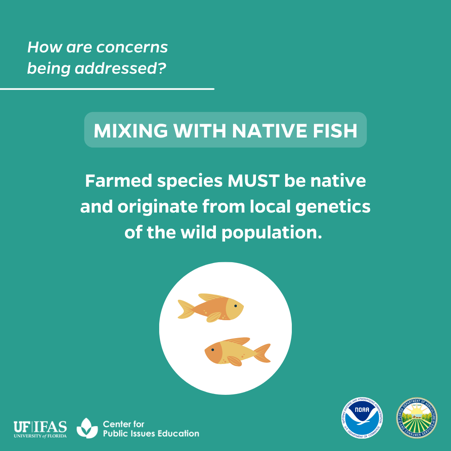 How are concerns
being addressed?
MIXING WITH NATIVE FISH
Farmed species MUST be native
and originate from local genetics
of the wild population.
UF|IFAS
UNIVERSITY of FLORIDA
Center for
Public Issues Education
NOAA